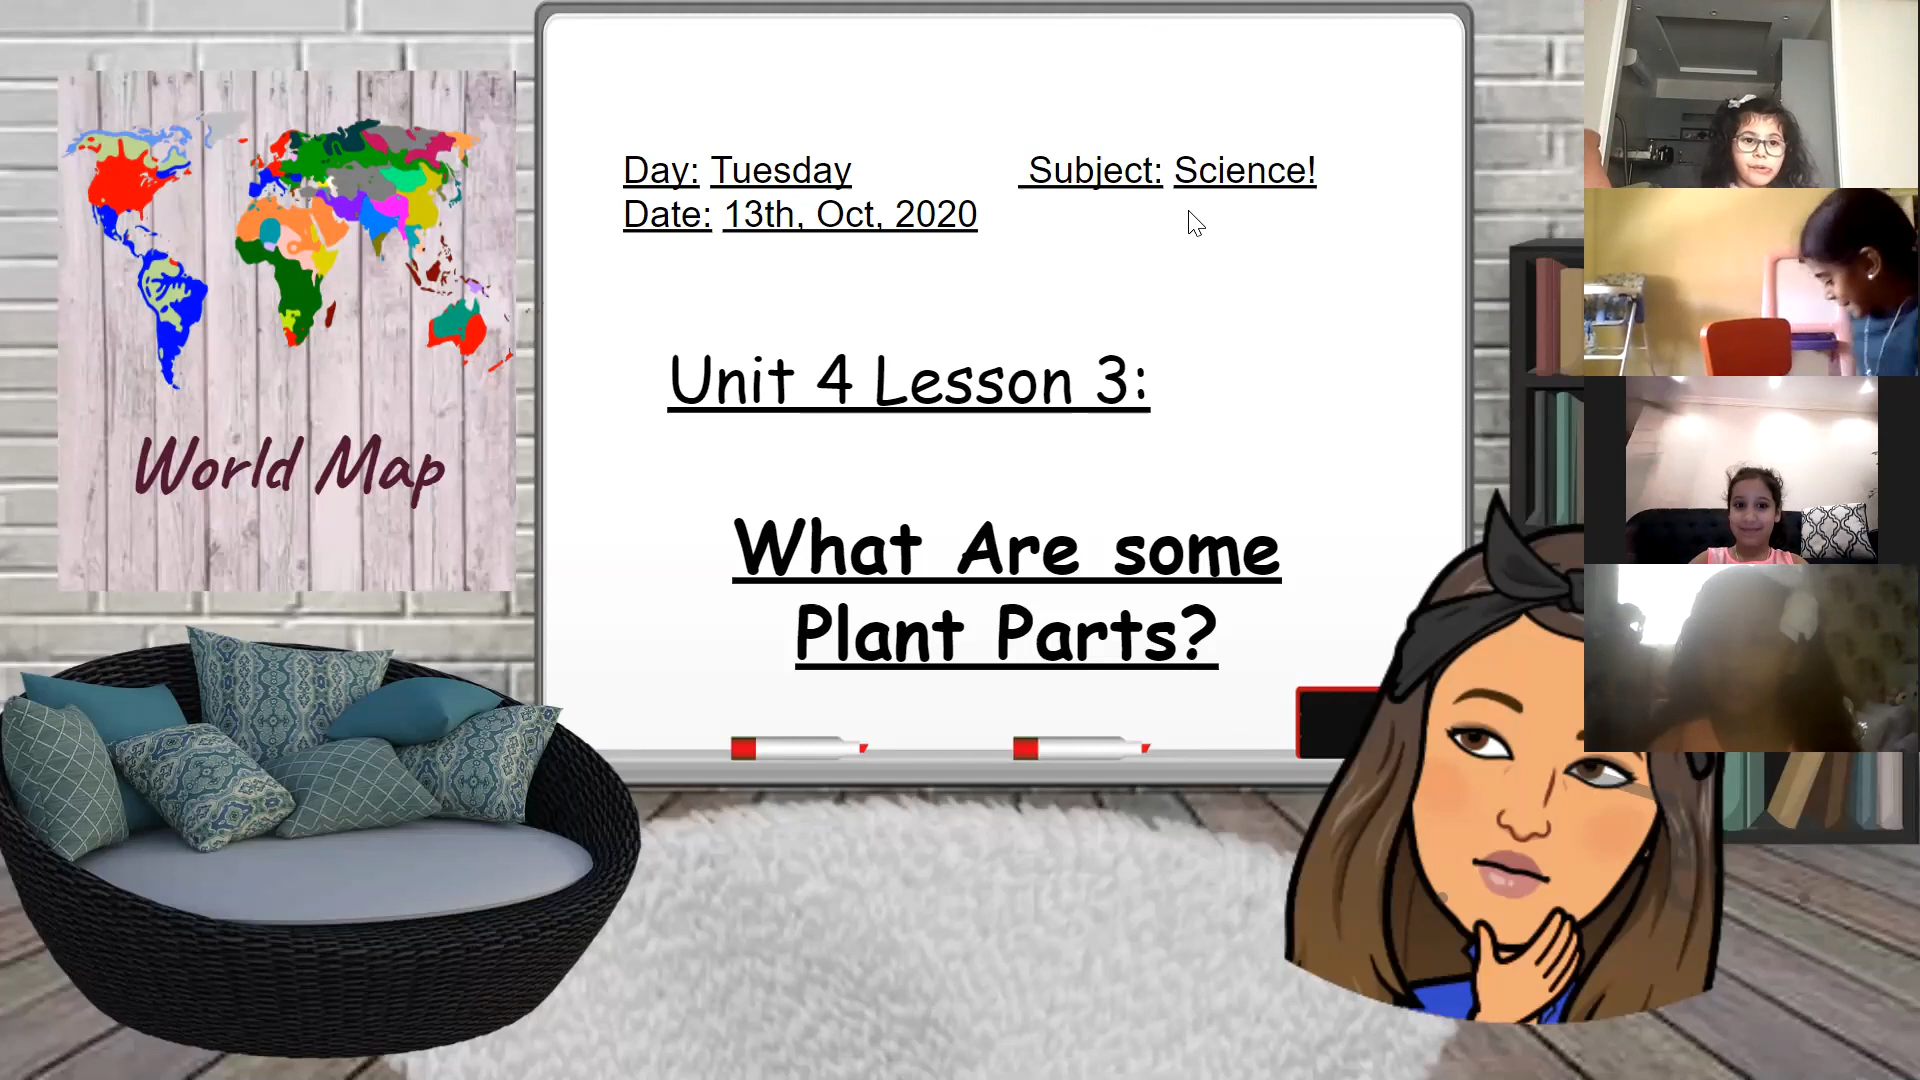 Day: Tuesday Subject: Science!
Date: 13th, Oct, 2020
Unit 4 Lesson 3:
What Are some
Plant Parts?
World Map